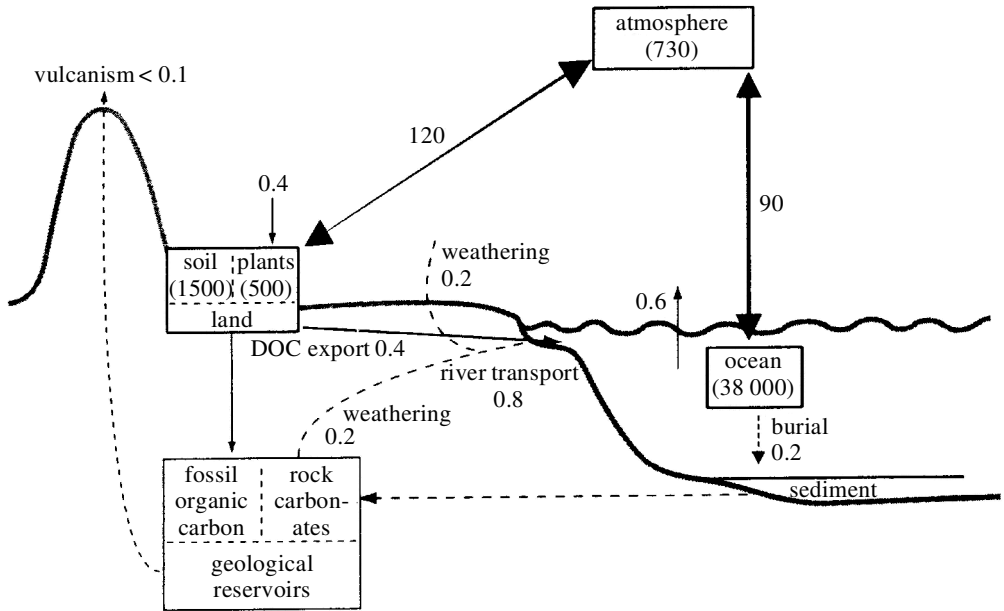 atmosphere
(730)
vulcanism < 0.1
120
0.4
90
soil plants
(1500) (500)
land
weathering
0.2
0.6
DOC export 0.4
ocean
(38 000)
river transport
0.8
weathering
0.2
burial
0.2
fossil rock
organic carbon-
carbon ates
sediment
geological
reservoirs